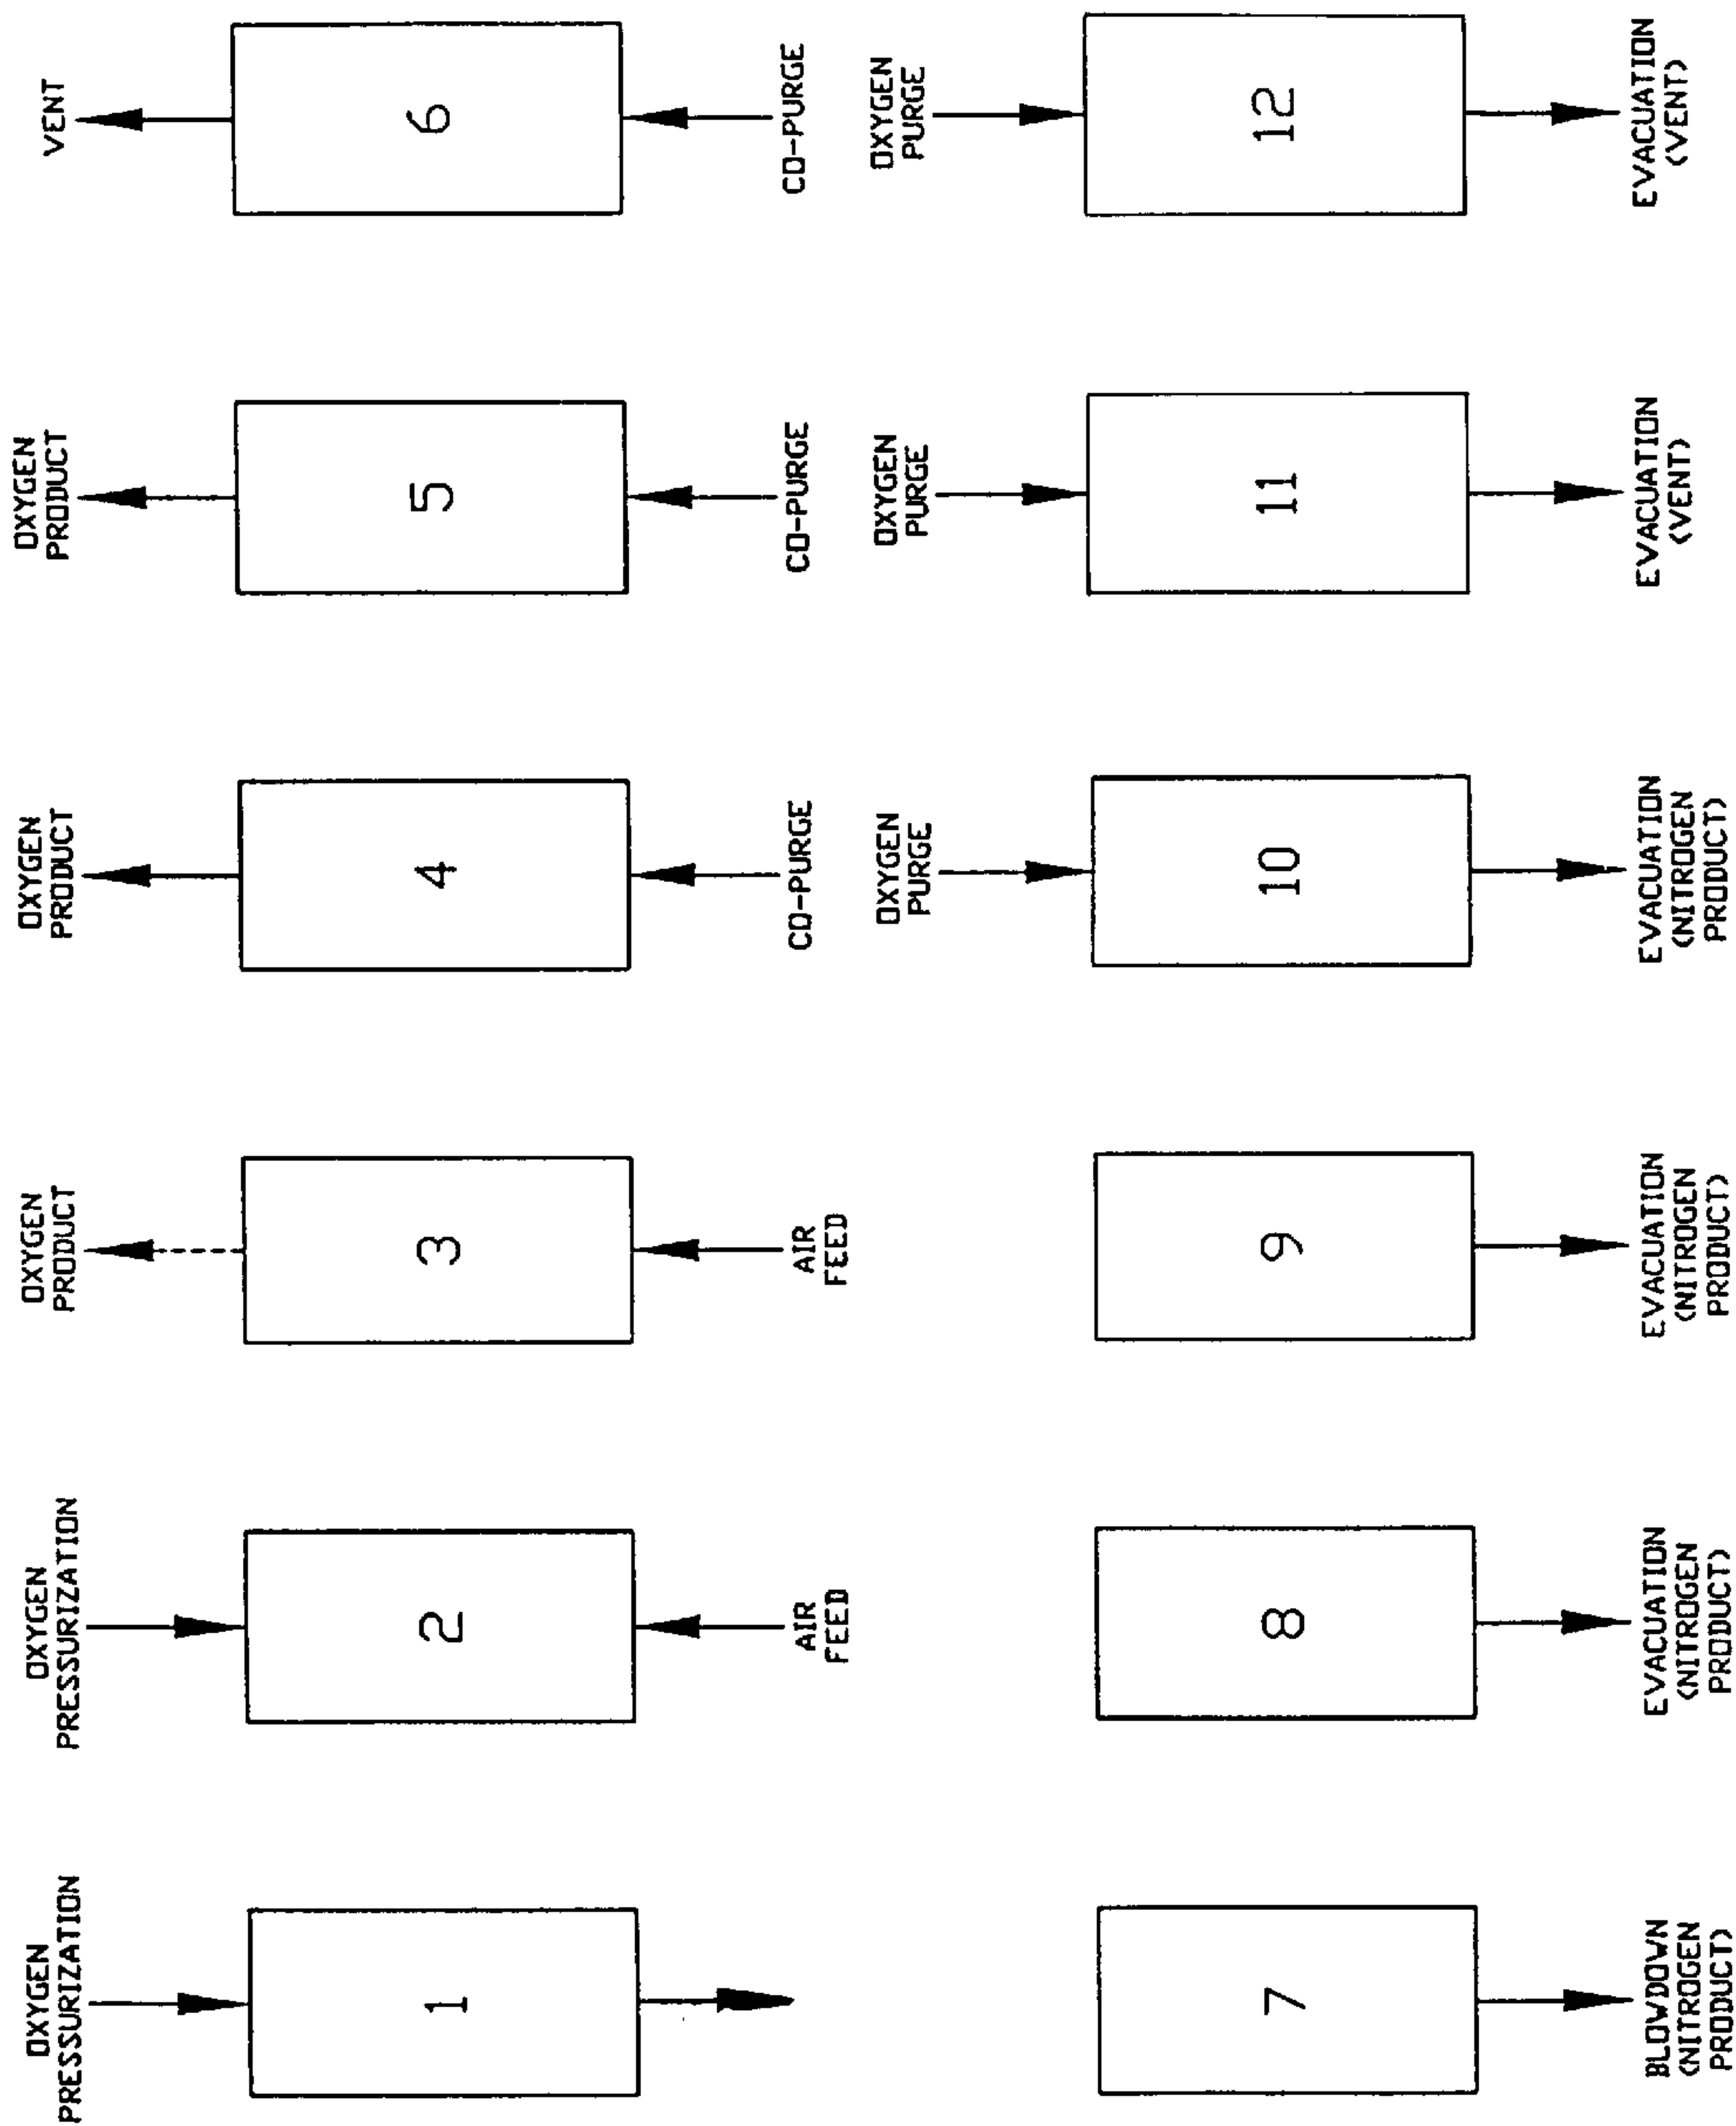 OXYGEN
PRESSURIZATION
OXYGEN
PRESSURIZATION
OXYGEN
PRODUCT
OXYGEN
PRODUCT
OXYGEN
PRODUCT
VENT
1
2
3
4
5
6
AIR
FEED
AIR
FEED
CO-PURGE
CO-PURGE
CO-PURGE
OXYGEN
PURGE
OXYGEN
PURGE
OXYGEN
PURGE
7
8
9
10
11
12
BLOWDOWN
(NITROGEN
PRODUCT)
EVACUATION
(NITROGEN
PRODUCT)
EVACUATION
(NITROGEN
PRODUCT)
EVACUATION
(NITROGEN
PRODUCT)
EVACUATION
(VENT)
EVACUATION
(VENT)